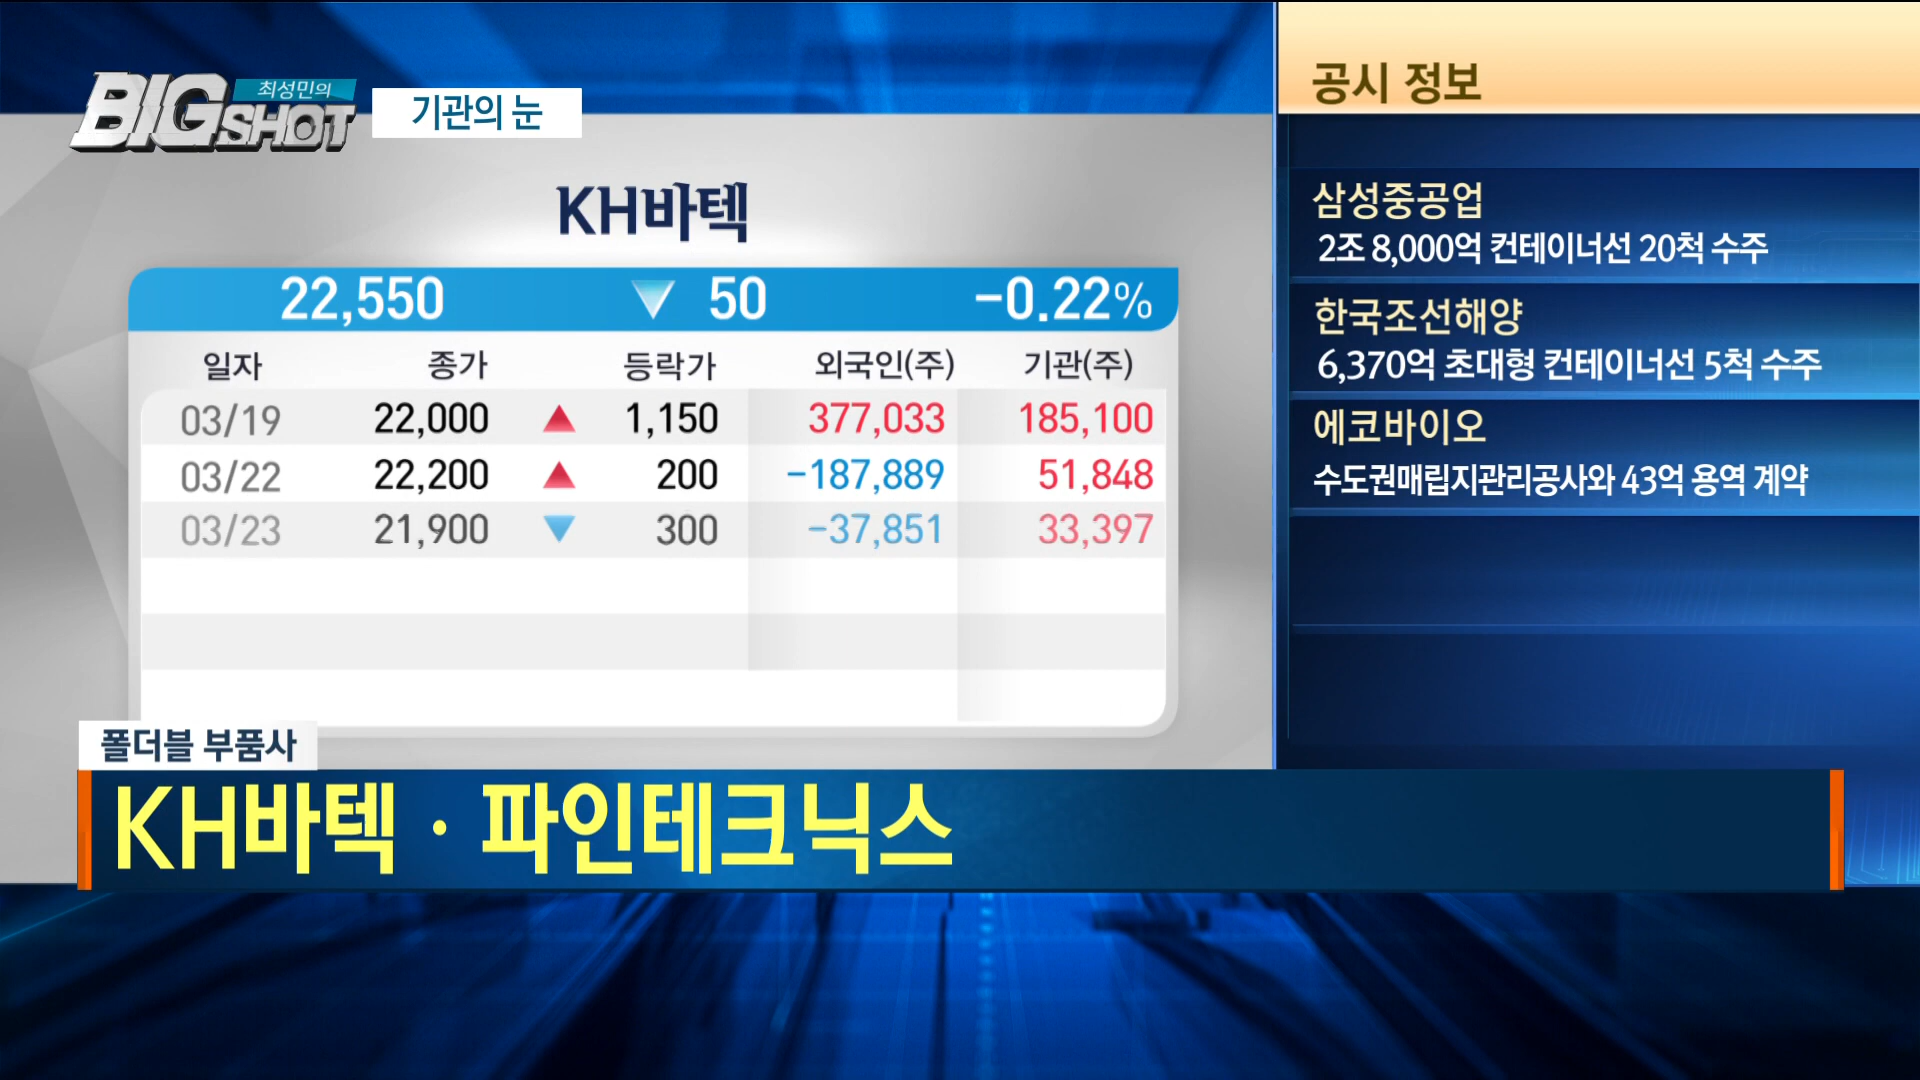 최성민의
BIG SHOT
기관의 눈
KH바텍
22,550 ▼ 50 -0.22%
일자 종가 등락가 외국인(주) 기관(주)
03/19 22,000 ▲ 1,150 377,033 185,100
03/22 22,200 ▲ 200 -187,889 51,848
03/23 21,900 ▼ 300 -37,851 33,397
폴더블 부품사
KH바텍 · 파인테크닉스
공시 정보
삼성중공업
2조 8,000억 컨테이너선 20척 수주
한국조선해양
6,370억 초대형 컨테이너선 5척 수주
에코바이오
수도권매립지관리공사와 43억 용역 계약